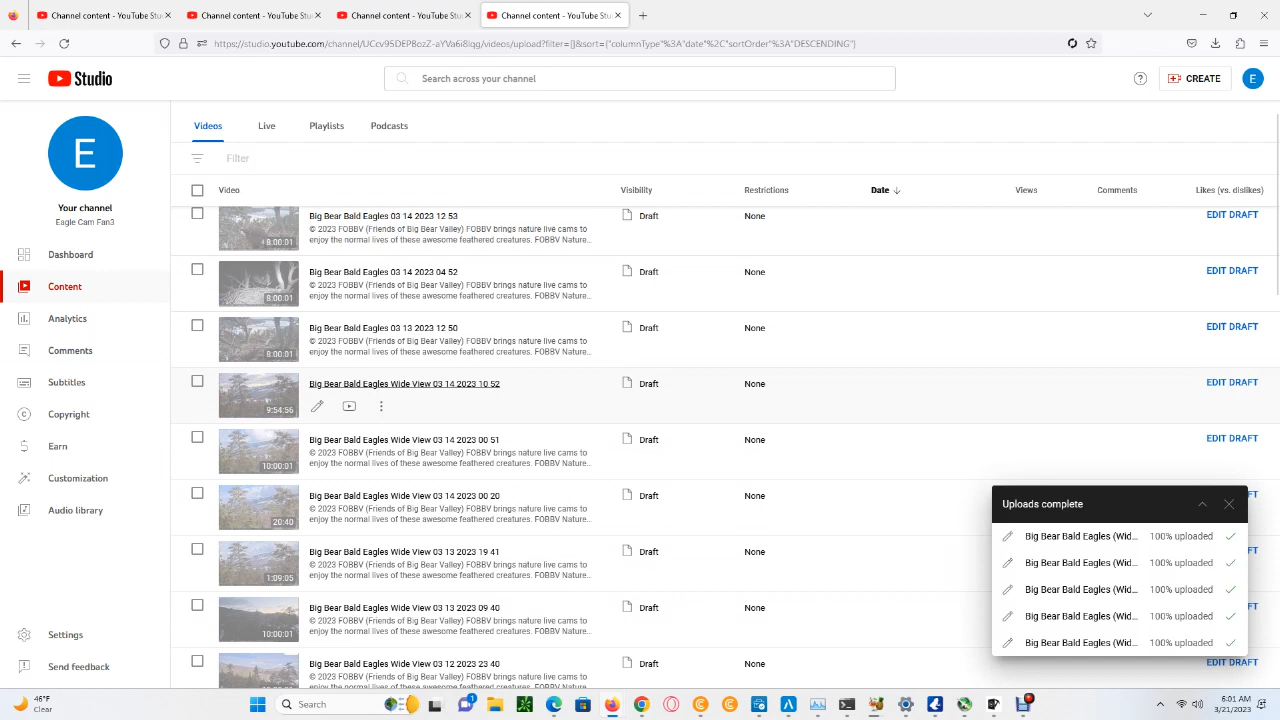 Channel content - YouTube Stu
Channel content - YouTube Stu
Channel content - YouTube Stu
Channel content - YouTube Stu
https://studio.youtube.com/channel/UCcv95DEPBozZ-aYVa6i8lqg/videos/upload?filter=[]&sort={"columnType"%3A"date"%2C"sortOrder"%3A"DESCENDING"}
Studio
Search across your channel
CREATE
E
E
Your channel
Eagle Cam Fan3
Dashboard
Content
Analytics
Comments
Subtitles
Copyright
Earn
Customization
Audio library
Settings
Send feedback
Videos Live Playlists Podcasts
Filter
Video Visibility Restrictions Date Views Comments Likes (vs. dislikes)
Big Bear Bald Eagles 03 14 2023 12 53 Draft None EDIT DRAFT
© 2023 FOBBV (Friends of Big Bear Valley) FOBBV brings nature live cams to
enjoy the normal lives of these awesome feathered creatures. FOBBV Nature...
8:00:01
Big Bear Bald Eagles 03 14 2023 04 52 Draft None EDIT DRAFT
© 2023 FOBBV (Friends of Big Bear Valley) FOBBV brings nature live cams to
enjoy the normal lives of these awesome feathered creatures. FOBBV Nature...
8:00:01
Big Bear Bald Eagles 03 13 2023 12 50 Draft None EDIT DRAFT
© 2023 FOBBV (Friends of Big Bear Valley) FOBBV brings nature live cams to
enjoy the normal lives of these awesome feathered creatures. FOBBV Nature...
8:00:01
Big Bear Bald Eagles Wide View 03 14 2023 10 52 Draft None EDIT DRAFT
9:54:56
Big Bear Bald Eagles Wide View 03 14 2023 00 51 Draft None EDIT DRAFT
© 2023 FOBBV (Friends of Big Bear Valley) FOBBV brings nature live cams to
enjoy the normal lives of these awesome feathered creatures. FOBBV Nature...
10:00:01
Big Bear Bald Eagles Wide View 03 14 2023 00 20 Draft None
© 2023 FOBBV (Friends of Big Bear Valley) FOBBV brings nature live cams to
enjoy the normal lives of these awesome feathered creatures. FOBBV Nature...
20:40
Big Bear Bald Eagles Wide View 03 13 2023 19 41 Draft None
© 2023 FOBBV (Friends of Big Bear Valley) FOBBV brings nature live cams to
enjoy the normal lives of these awesome feathered creatures. FOBBV Nature...
1:09:05
Big Bear Bald Eagles Wide View 03 13 2023 09 40 Draft None
© 2023 FOBBV (Friends of Big Bear Valley) FOBBV brings nature live cams to
enjoy the normal lives of these awesome feathered creatures. FOBBV Nature...
10:00:01
Big Bear Bald Eagles Wide View 03 12 2023 23 40 Draft None EDIT DRAFT
© 2023 FOBBV (Friends of Big Bear Valley) FOBBV brings nature live cams to
Uploads complete
Big Bear Bald Eagles (Wid... 100% uploaded
Big Bear Bald Eagles (Wid... 100% uploaded
Big Bear Bald Eagles (Wid... 100% uploaded
Big Bear Bald Eagles (Wid... 100% uploaded
Big Bear Bald Eagles (Wid... 100% uploaded
46°F
Clear
Search
1
6:01 AM
3/21/2023